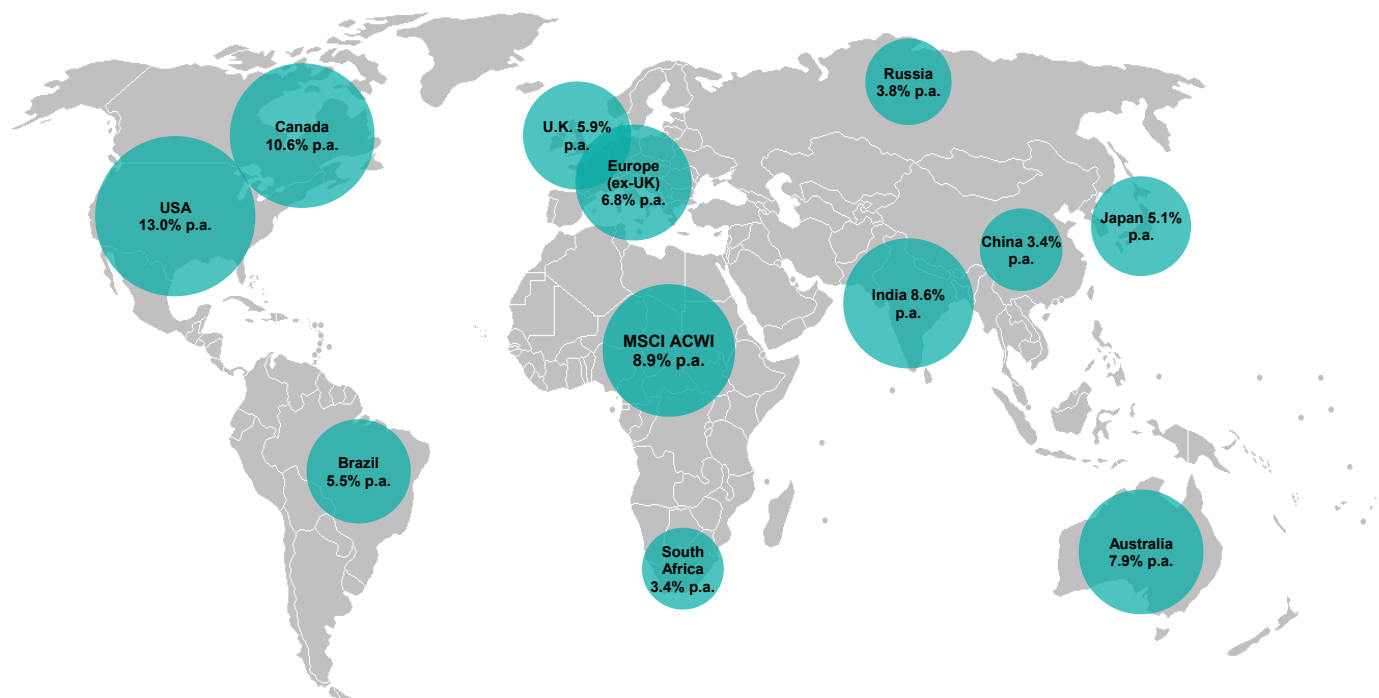 Russia
3.8% p.a.
Canada
10.6% p.a.
U.K. 5.9%
p.a.
Europe
(ex-UK)
6.8% p.a.
USA
13.0% p.a.
Japan 5.1%
p.a.
China 3.4%
p.a.
India 8.6%
p.a.
MSCI ACWI
8.9% p.a.
Brazil
5.5% p.a.
South
Africa
3.4% p.a.
Australia
7.9% p.a.